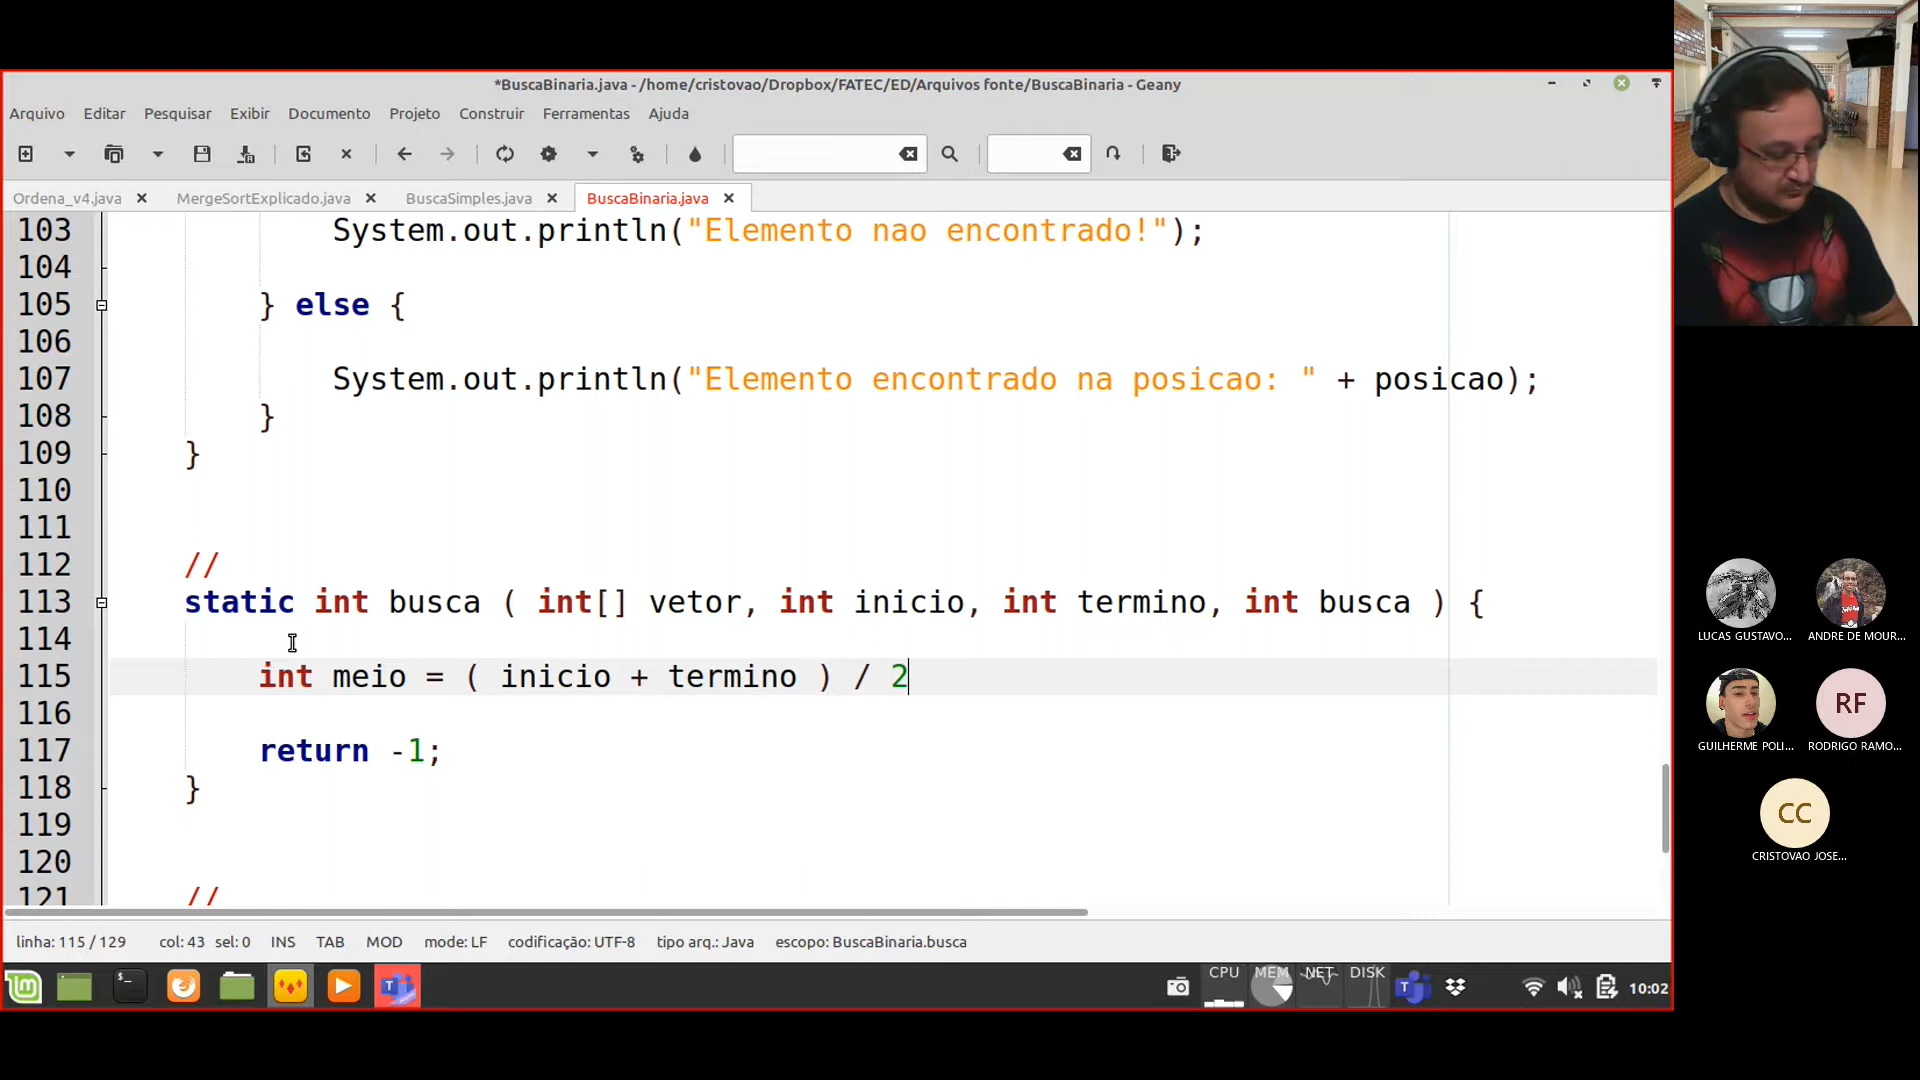 *BuscaBinaria.java - /home/cristovao/Dropbox/FATEC/ED/Arquivos fonte/BuscaBinaria - Geany
Arquivo Editar Pesquisar Exibir Documento Projeto Construir Ferramentas Ajuda
Ordena_v4.java MergeSortExplicado.java BuscaSimples.java BuscaBinaria.java
103 System.out.println("Elemento nao encontrado!");
104
105 } else {
106
107 System.out.println("Elemento encontrado na posicao: " + posicao);
108 }
109 }
110
111
112 //
113 static int busca ( int[] vetor, int inicio, int termino, int busca ) {
114
115 int meio = ( inicio + termino ) / 2
116
117 return -1;
118 }
119
120
121 //
linha: 115 / 129 col: 43 sel: 0 INS TAB MOD mode: LF codificação: UTF-8 tipo arq.: Java escopo: BuscaBinaria.busca
CPU MEM NET DISK
10:02
LUCAS GUSTAVO... ANDRE DE MOUR...
RF
GUILHERME POLI... RODRIGO RAMO...
CC
CRISTOVAO JOSE...